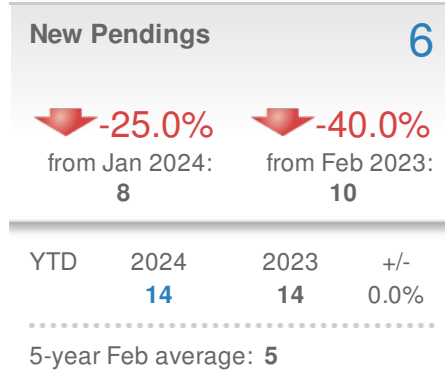 New Pendings 6
-25.0% -40.0%
from Jan 2024: from Feb 2023:
8 10
YTD 2024 2023 +/-
14 14 0.0%
5-year Feb average: 5